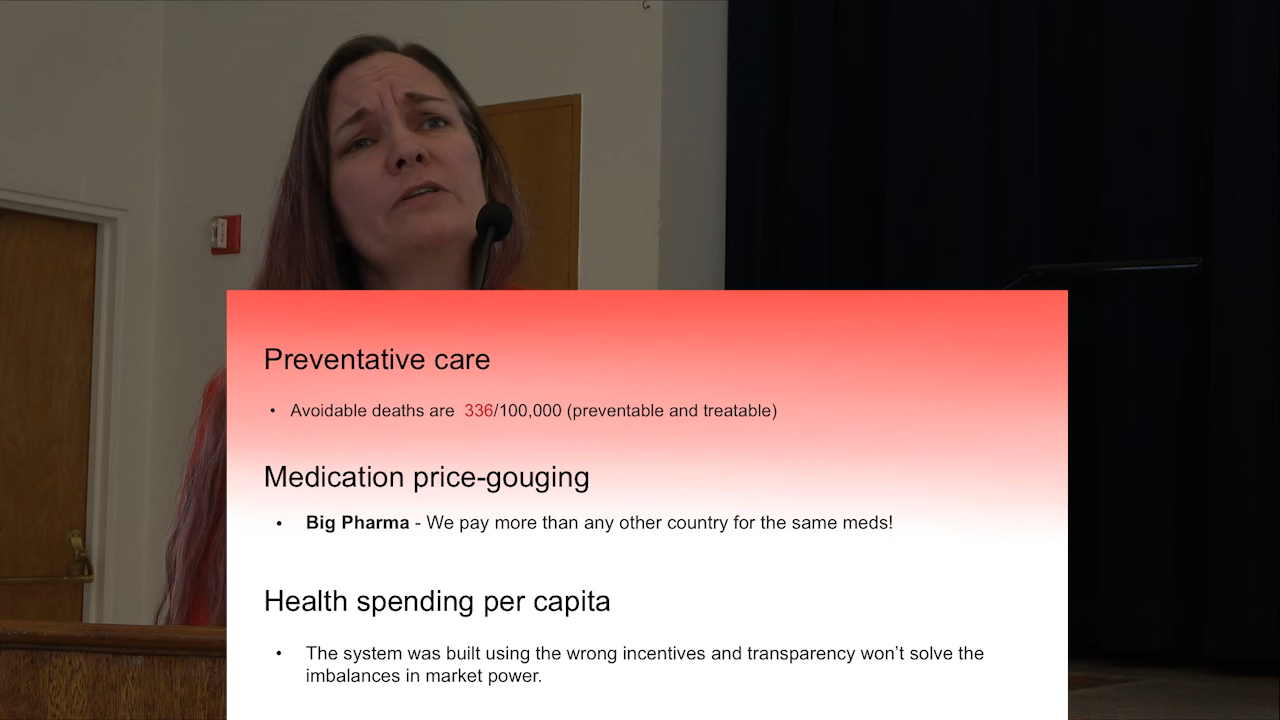 Preventative care
• Avoidable deaths are 336/100,000 (preventable and treatable)
Medication price-gouging
• Big Pharma - We pay more than any other country for the same meds!
Health spending per capita
• The system was built using the wrong incentives and transparency won’t solve the
imbalances in market power.